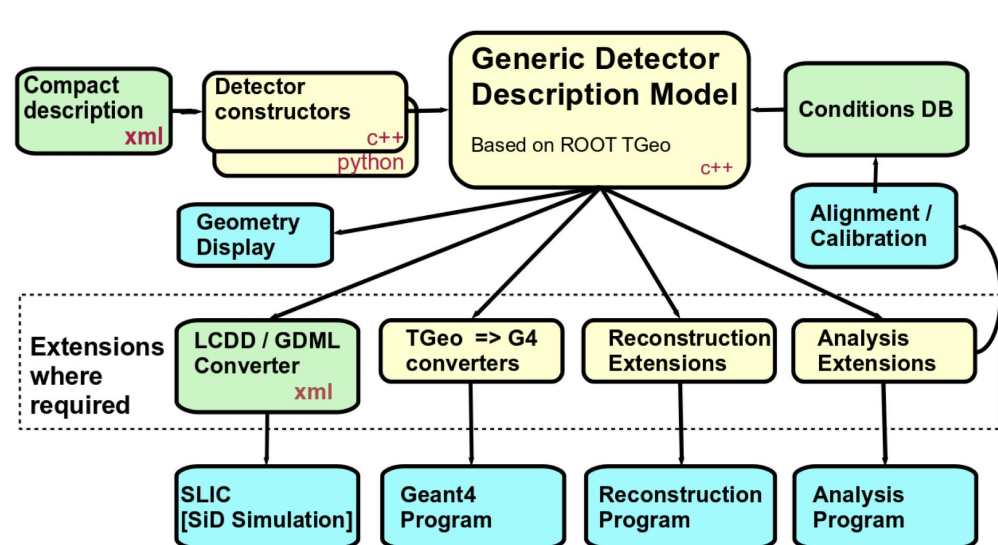 Compact
description
xml
Detector
constructors
c++
python
Generic Detector
Description Model
Based on ROOT TGeo
c++
Conditions DB
Geometry
Display
Alignment /
Calibration
Extensions
where
required
LCDD / GDML
Converter
xml
TGeo => G4
converters
Reconstruction
Extensions
Analysis
Extensions
SLIC
[SiD Simulation]
Geant4
Program
Reconstruction
Program
Analysis
Program